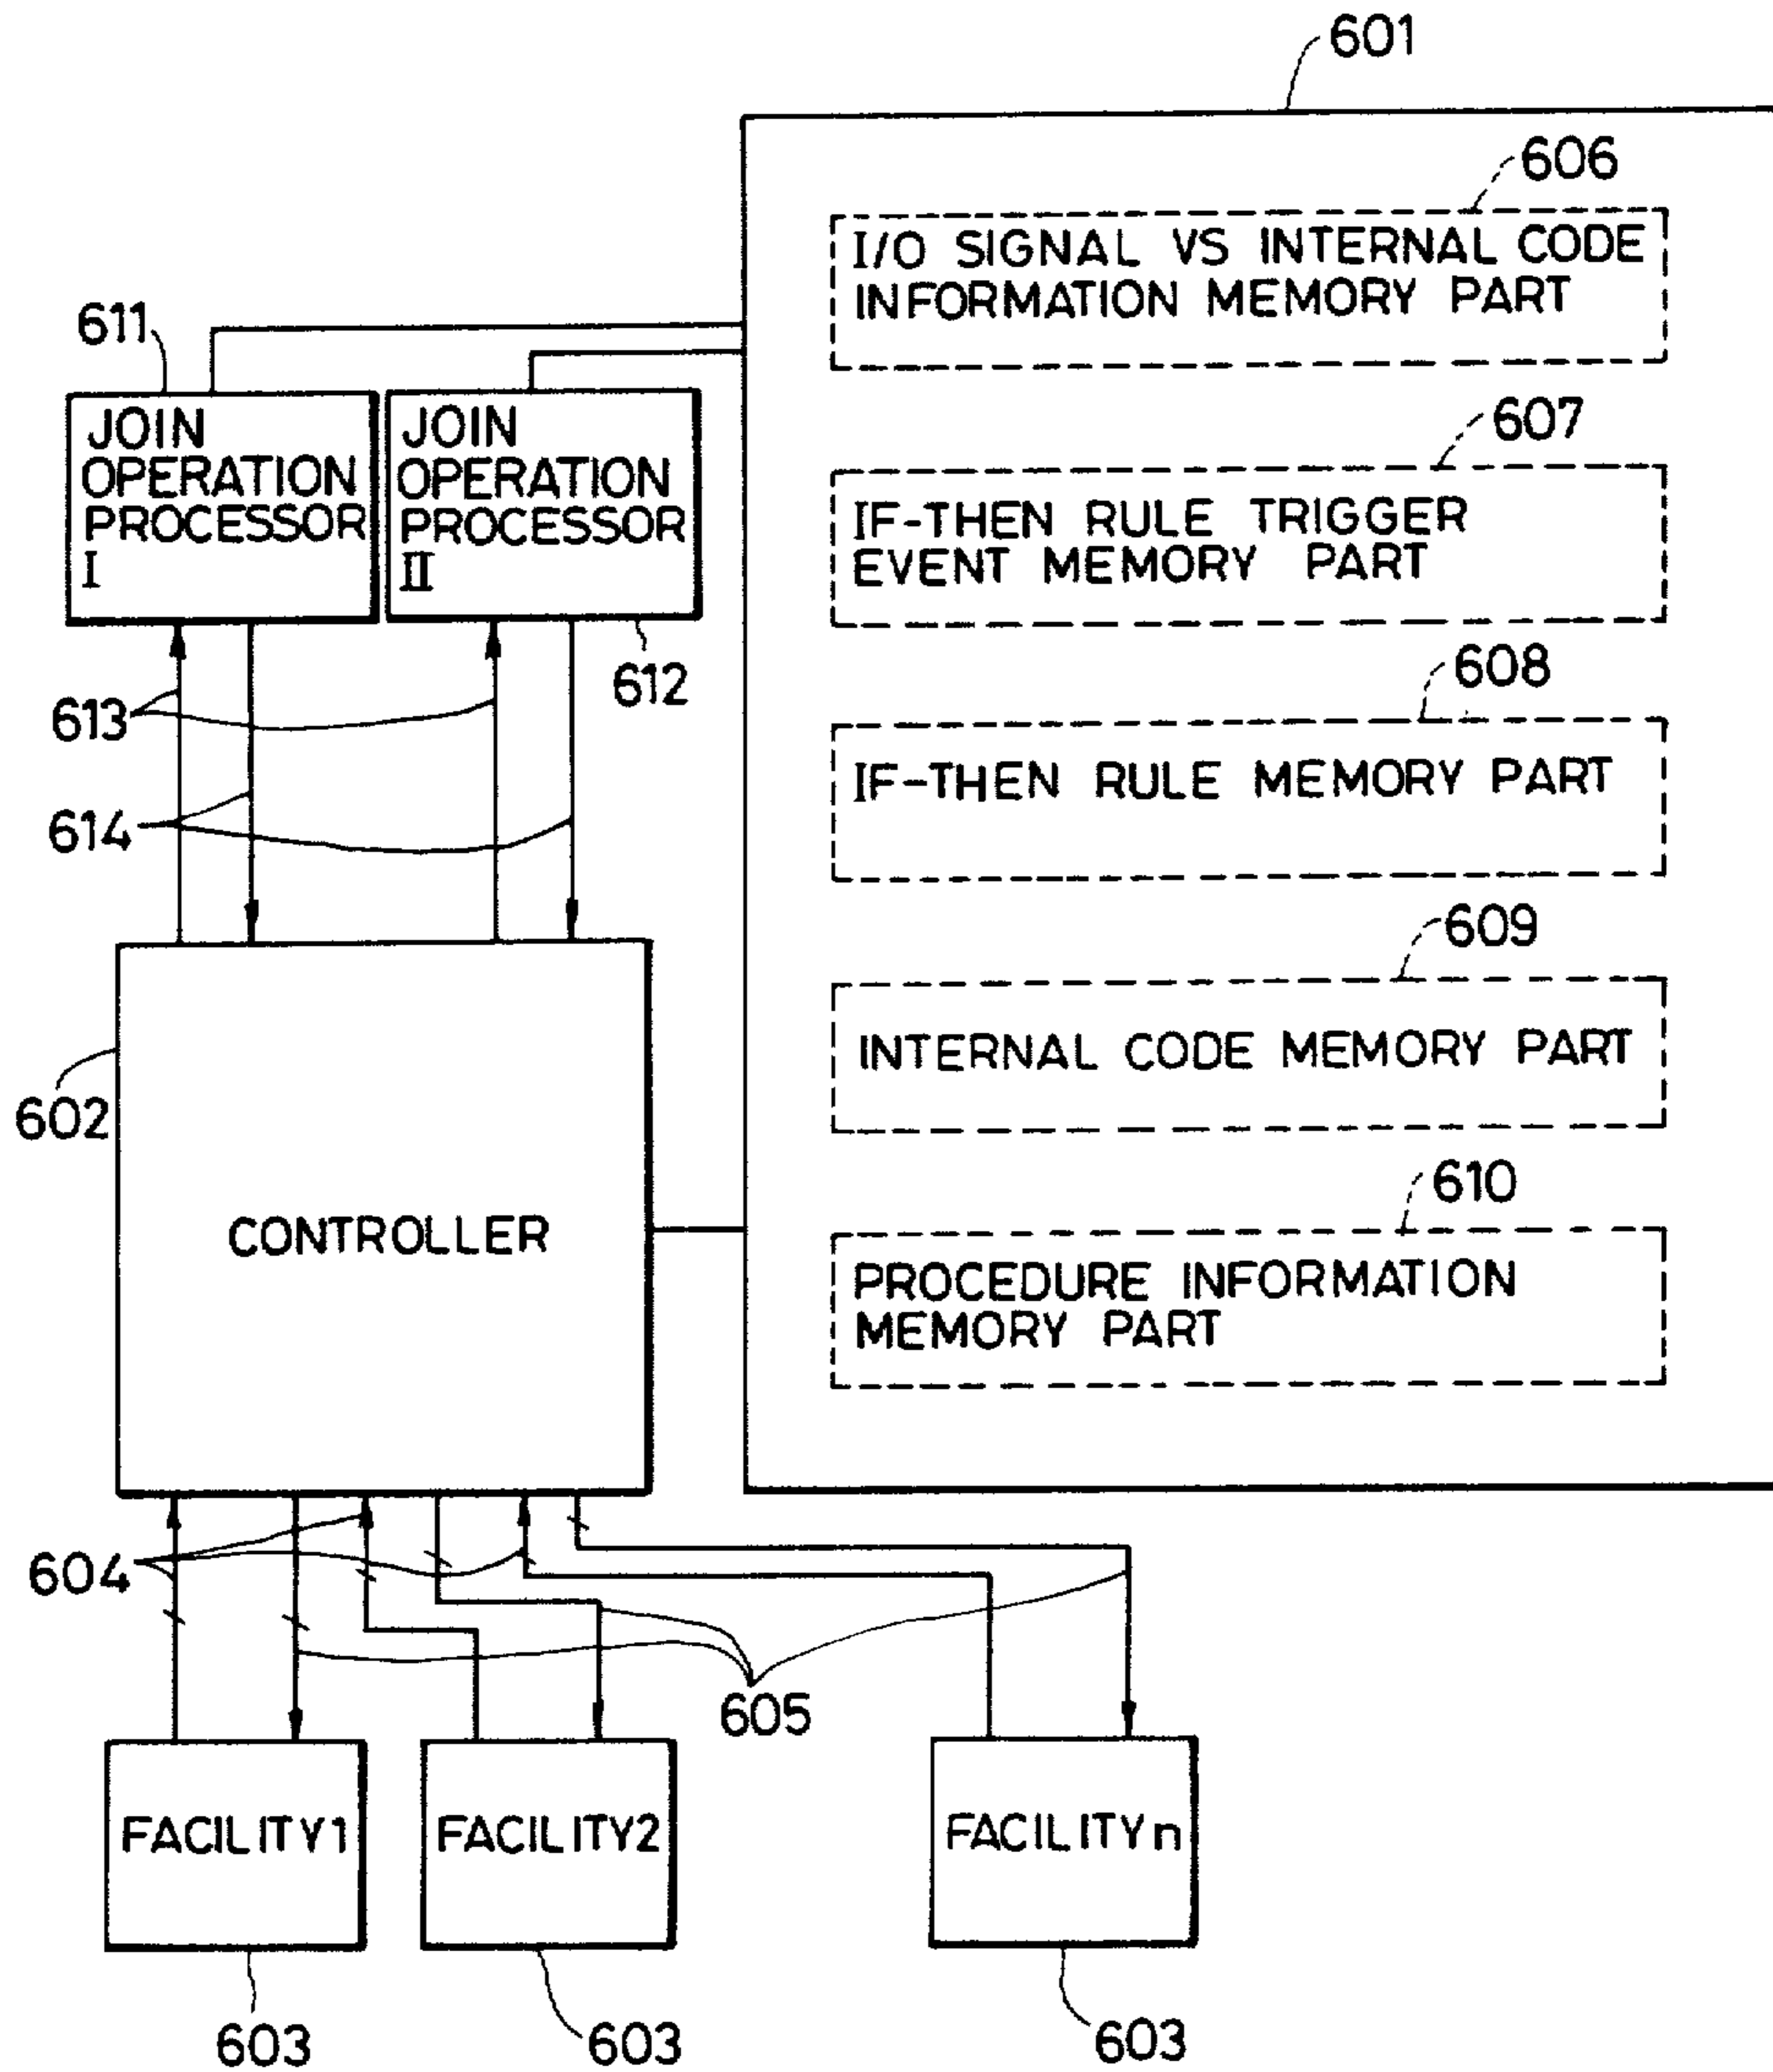 601
606
I/O SIGNAL VS INTERNAL CODE
INFORMATION MEMORY PART
611
607
JOIN
OPERATION
PROCESSOR
I
JOIN
OPERATION
PROCESSOR
II
IF-THEN RULE TRIGGER
EVENT MEMORY PART
612
608
613
IF-THEN RULE MEMORY PART
614
609
602
INTERNAL CODE MEMORY PART
610
CONTROLLER
PROCEDURE INFORMATION
MEMORY PART
604
605
FACILITY1
FACILITY2
FACILITYn
603
603
603